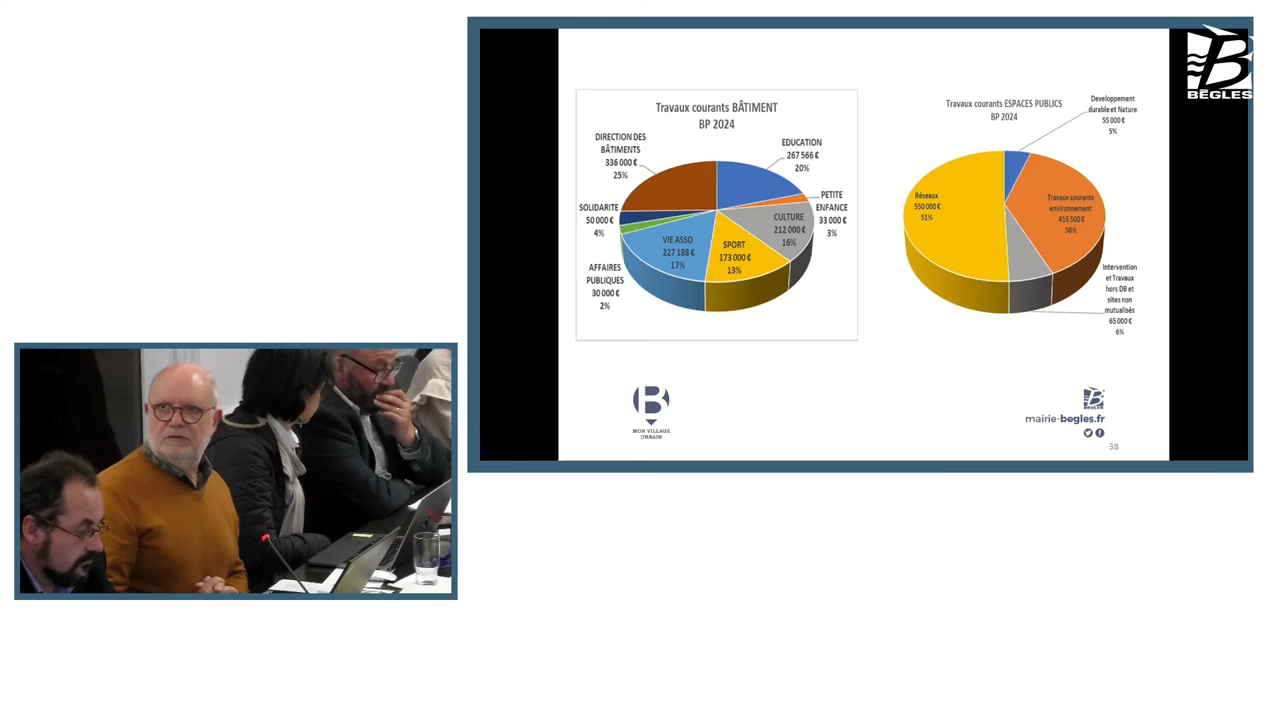 BÈGLES
Travaux courants BÂTIMENT
BP 2024
DIRECTION DES
BÂTIMENTS
336 000 €
25%
EDUCATION
267 566 €
20%
PETITE
ENFANCE
33 000 €
3%
CULTURE
212 000 €
16%
SPORT
173 000 €
13%
VIE ASSO
227 188 €
17%
AFFAIRES
PUBLIQUES
30 000 €
2%
SOLIDARITE
50 000 €
4%
Travaux courants ESPACES PUBLICS
BP 2024
Developpement
durable et Nature
55 000 €
5%
Travaux courants
environnement
416 500 €
38%
Intervention
et Travaux
hors DB et
sites non
mutualisés
65 000 €
6%
Réseaux
550 000 €
51%
B
MON VILLAGE
URBAIN
BÈGLES
mairie-begles.fr
38